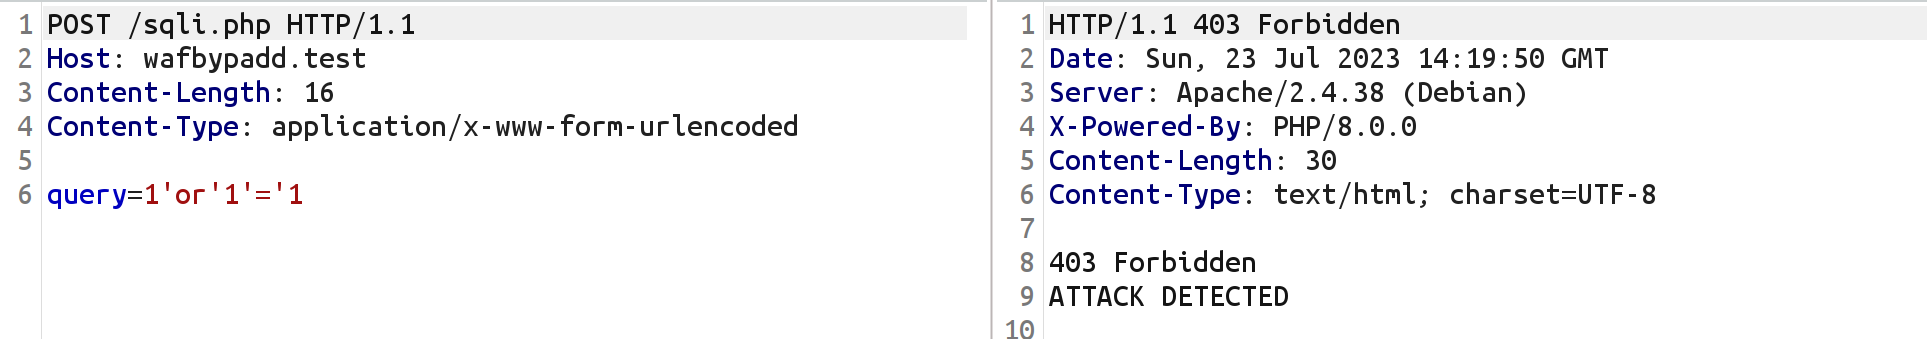 1 POST /sqli.php HTTP/1.1
2 Host: wafbypadd.test
3 Content-Length: 16
4 Content-Type: application/x-www-form-urlencoded
5
6 query=1'or'1'='1
1 HTTP/1.1 403 Forbidden
2 Date: Sun, 23 Jul 2023 14:19:50 GMT
3 Server: Apache/2.4.38 (Debian)
4 X-Powered-By: PHP/8.0.0
5 Content-Length: 30
6 Content-Type: text/html; charset=UTF-8
7
8 403 Forbidden
9 ATTACK DETECTED
10